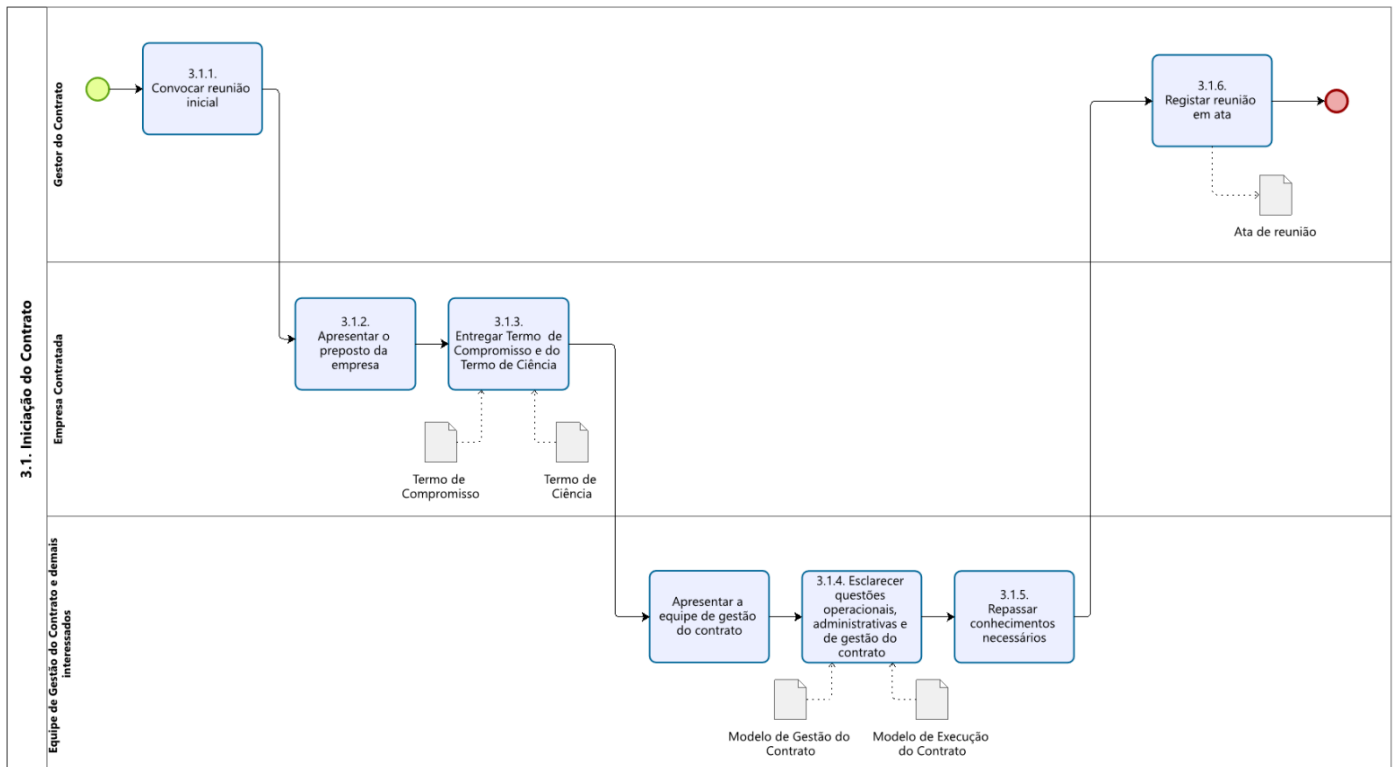 3.1. Iniciação do Contrato
Gestor do Contrato
3.1.1.
Convocar reunião
inicial
3.1.6.
Registar reunião
em ata
Ata de reunião
Empresa Contratada
3.1.2.
Apresentar o
preposto da
empresa
3.1.3.
Entregar Termo de
Compromisso e do
Termo de Ciência
Termo de
Compromisso
Termo de
Ciência
Equipe de Gestão do Contrato e demais
interessados
Apresentar a
equipe de gestão
do contrato
3.1.4. Esclarecer
questões
operacionais,
administrativas e
de gestão do
contrato
3.1.5.
Repassar
conhecimentos
necessários
Modelo de Gestão do
Contrato
Modelo de Execução
do Contrato